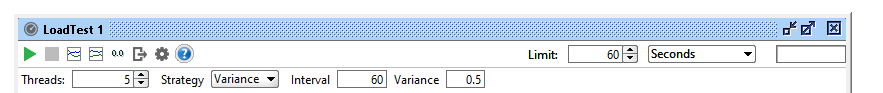 LoadTest 1
0.0 ? Limit: 60 Seconds
Threads: 5 Strategy Variance Interval 60 Variance 0.5